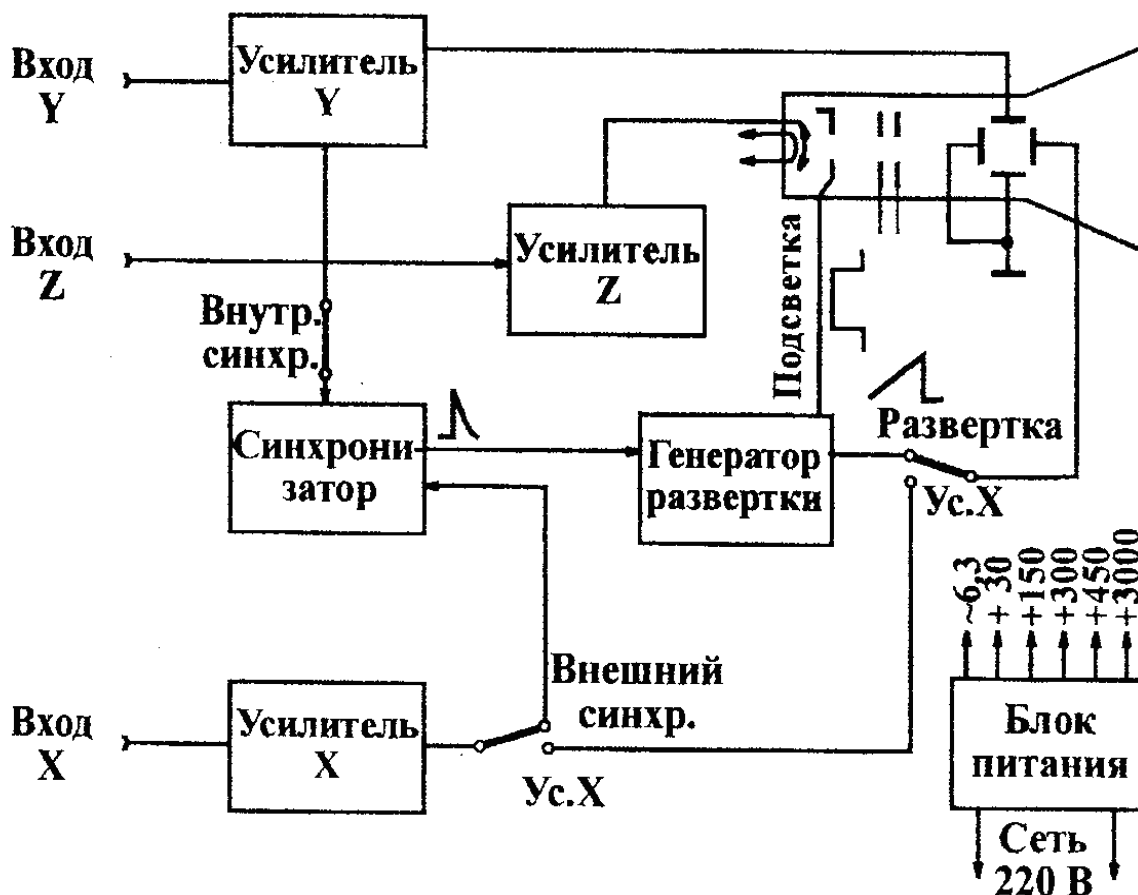 Вход
Y
Усилитель
Y
Вход
Z
Усилитель
Z
Подсветка
Внутр.
синхр.
Синхрони
затор
Генератор
развертки
Развертка
Ус.X
Вход
X
Усилитель
X
Внешний
синхр.
Ус.X
~6,3
+30
+150
+300
+450
+3000
Блок
питания
Сеть
220 В